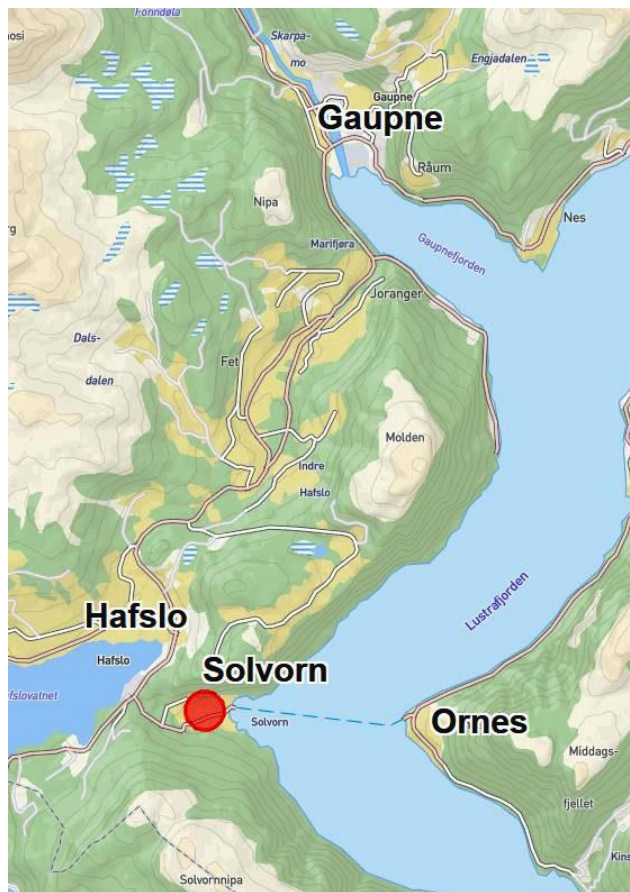 Fonndøla
Skarpa-
mo
Engjadalen
Gaupne
Gaupne
Råum
Nipa
Nes
Marifjøra
Gaupnefjorden
Joranger
Dals-
dalen
Fet
Molden
Indre
Hafslo
Lustrafjorden
Hafslo
Hafslo
Solvorn
Solvorn
Ornes
Middags-
fjellet
Solvornnipa